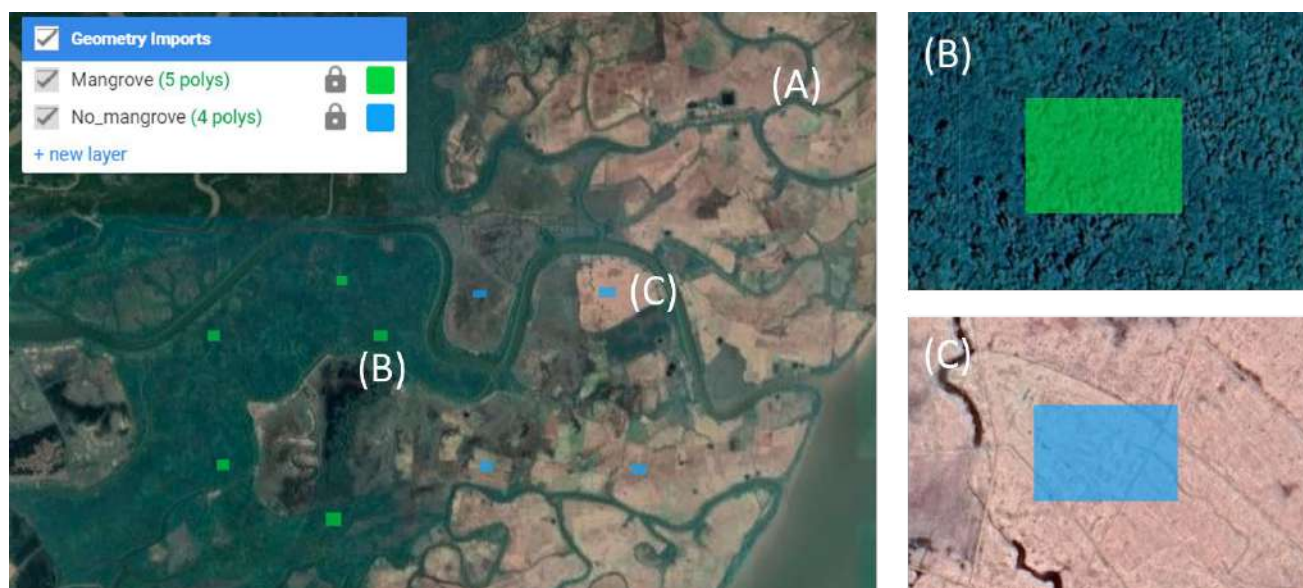 Geometry Imports
Mangrove (5 polys)
No_mangrove (4 polys)
+ new layer
(A)
(B)
(C)
(B)
(C)